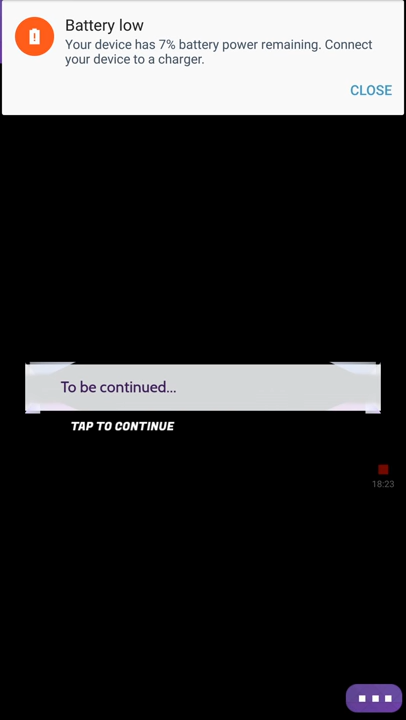 Battery low
Your device has 7% battery power remaining. Connect
your device to a charger.
CLOSE
To be continued...
TAP TO CONTINUE
18:23